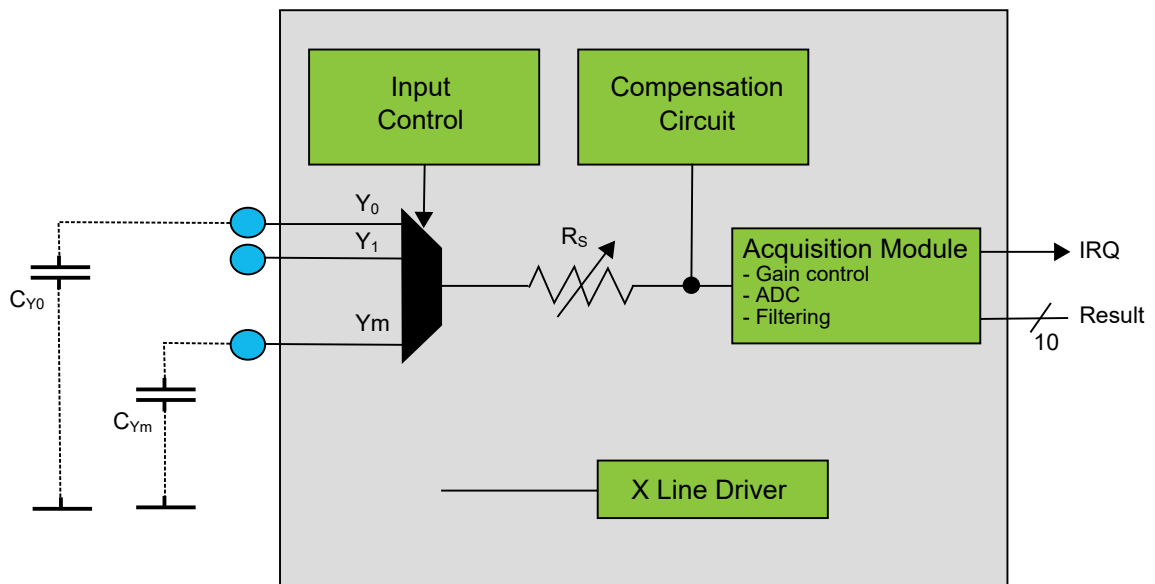 Input
Control
Compensation
Circuit
Y0
Y1
Ym
RS
Acquisition Module
- Gain control
- ADC
- Filtering
IRQ
Result
10
CY0
CYm
X Line Driver